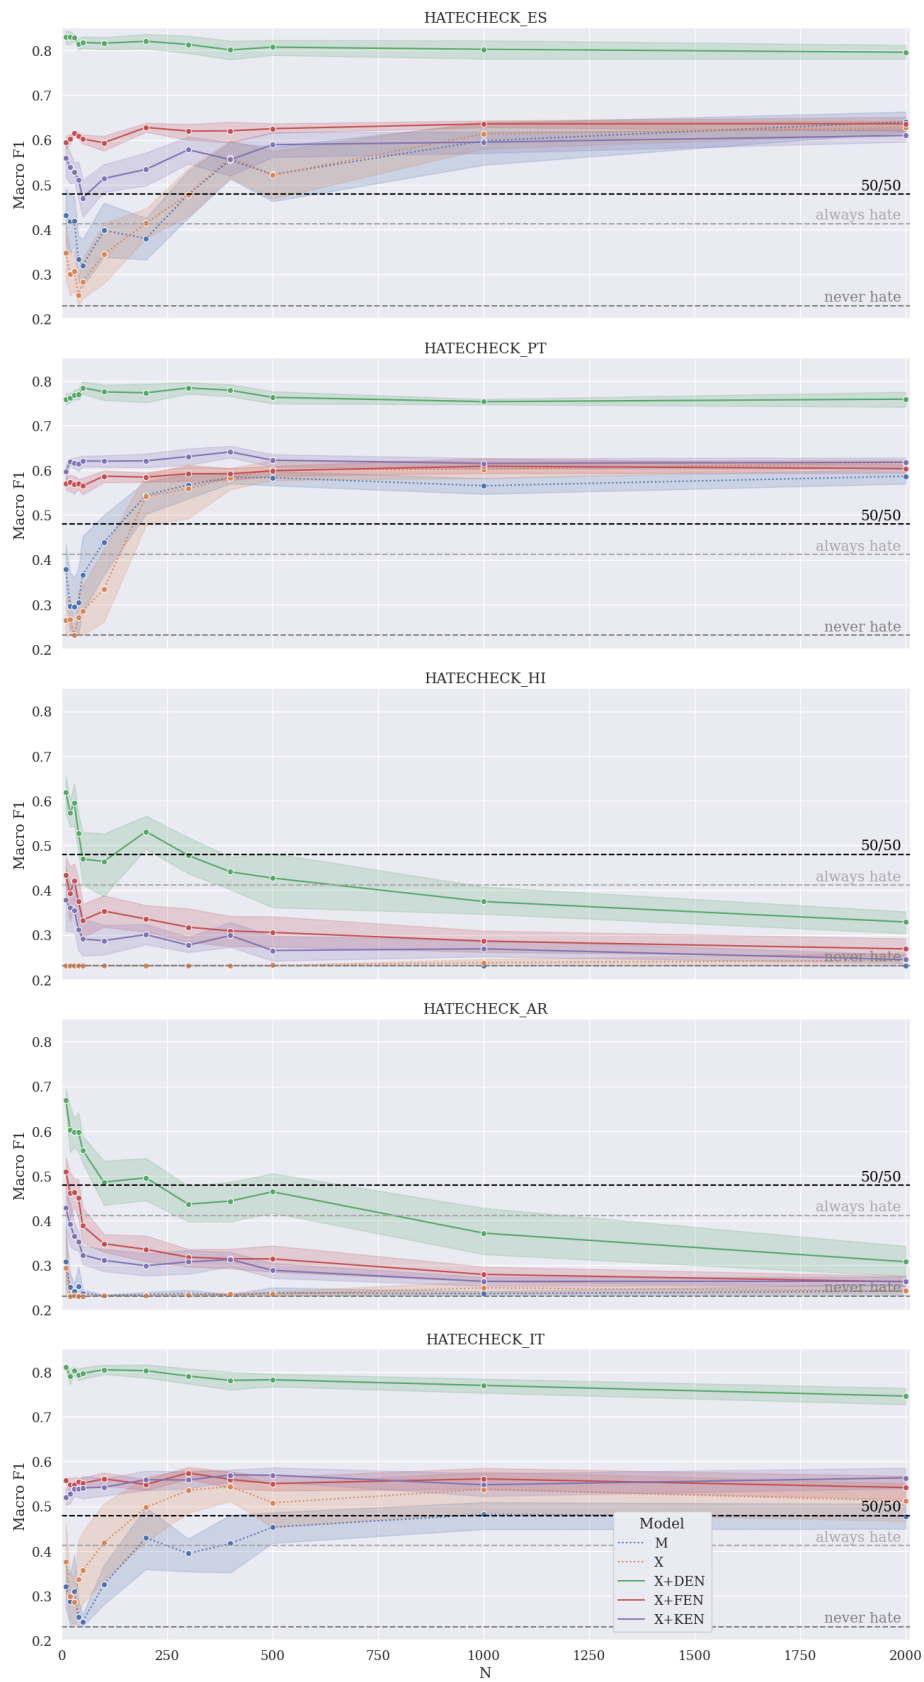 HATECHECK_ES
0.8
0.7
0.6
0.5
0.4
0.3
0.2
Macro F1
50/50
always hate
never hate
HATECHECK_PT
0.8
0.7
0.6
0.5
0.4
0.3
0.2
Macro F1
50/50
always hate
never hate
HATECHECK_HI
0.8
0.7
0.6
0.5
0.4
0.3
0.2
Macro F1
50/50
always hate
never hate
HATECHECK_AR
0.8
0.7
0.6
0.5
0.4
0.3
0.2
Macro F1
50/50
always hate
never hate
HATECHECK_IT
0.8
0.7
0.6
0.5
0.4
0.3
0.2
Macro F1
50/50
always hate
never hate
Model
M
X
X+DEN
X+FEN
X+KEN
0 250 500 750 1000 1250 1500 1750 2000
N